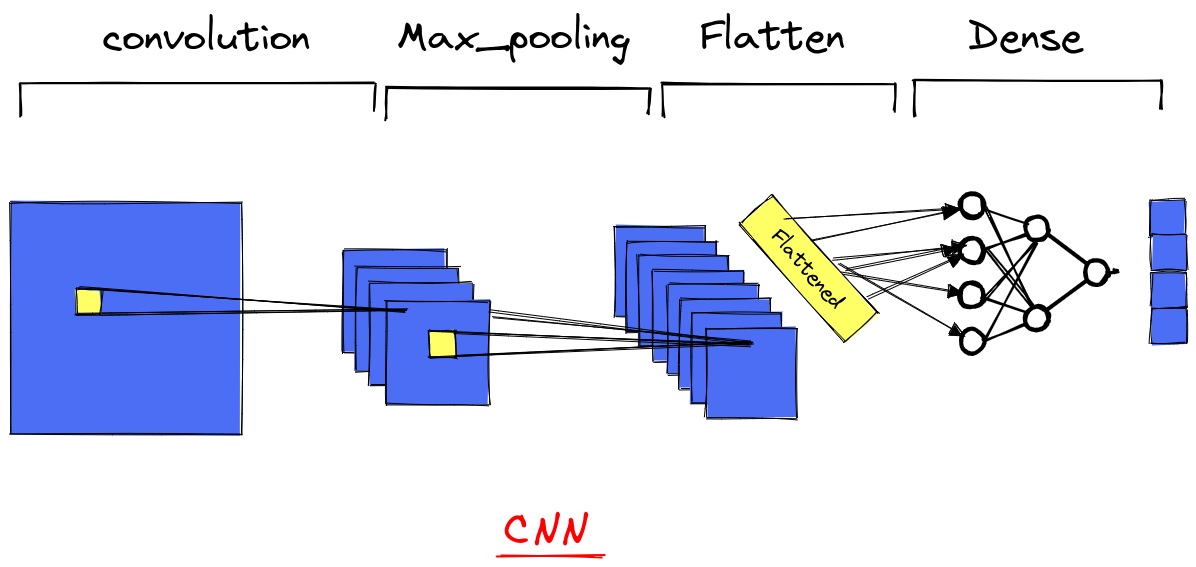 convolution
Max_pooling
Flatten
Dense
Flattened
CNN